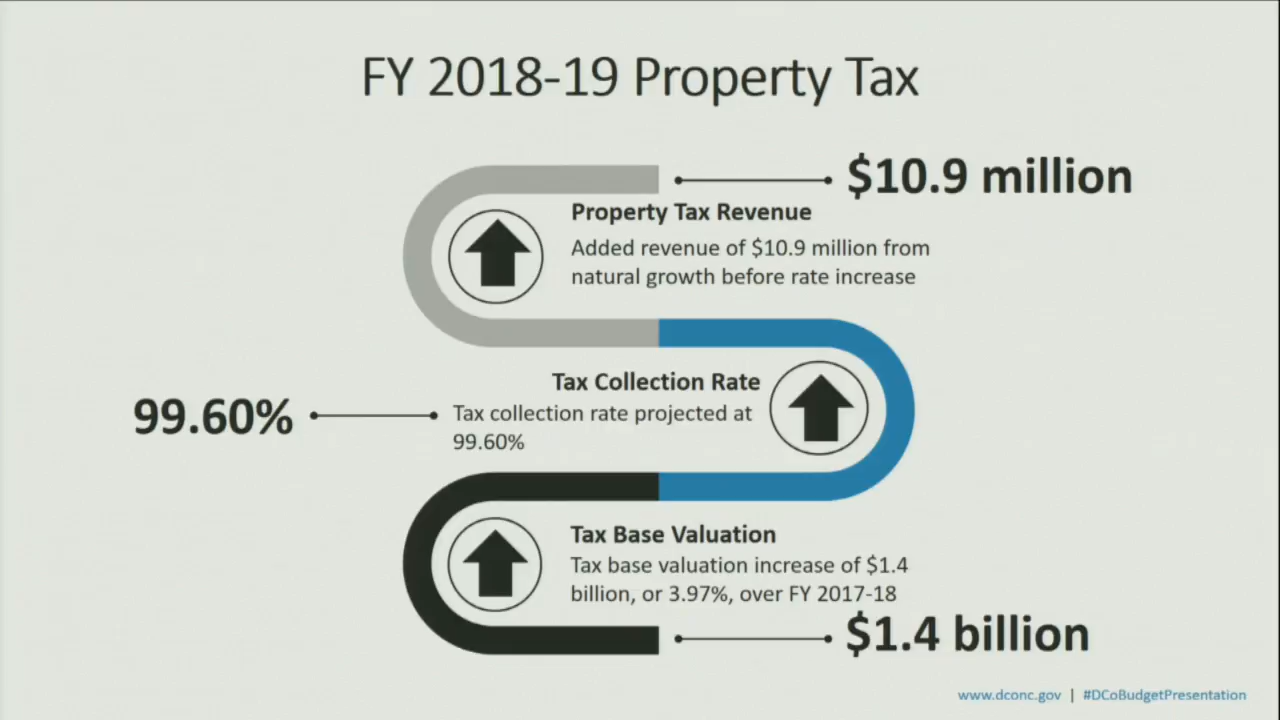 FY 2018-19 Property Tax
$10.9 million
Property Tax Revenue
Added revenue of $10.9 million from
natural growth before rate increase
Tax Collection Rate
99.60%
Tax collection rate projected at
99.60%
Tax Base Valuation
Tax base valuation increase of $1.4
billion, or 3.97%, over FY 2017-18
$1.4 billion
www.dconc.gov | #DCoBudgetPresentation